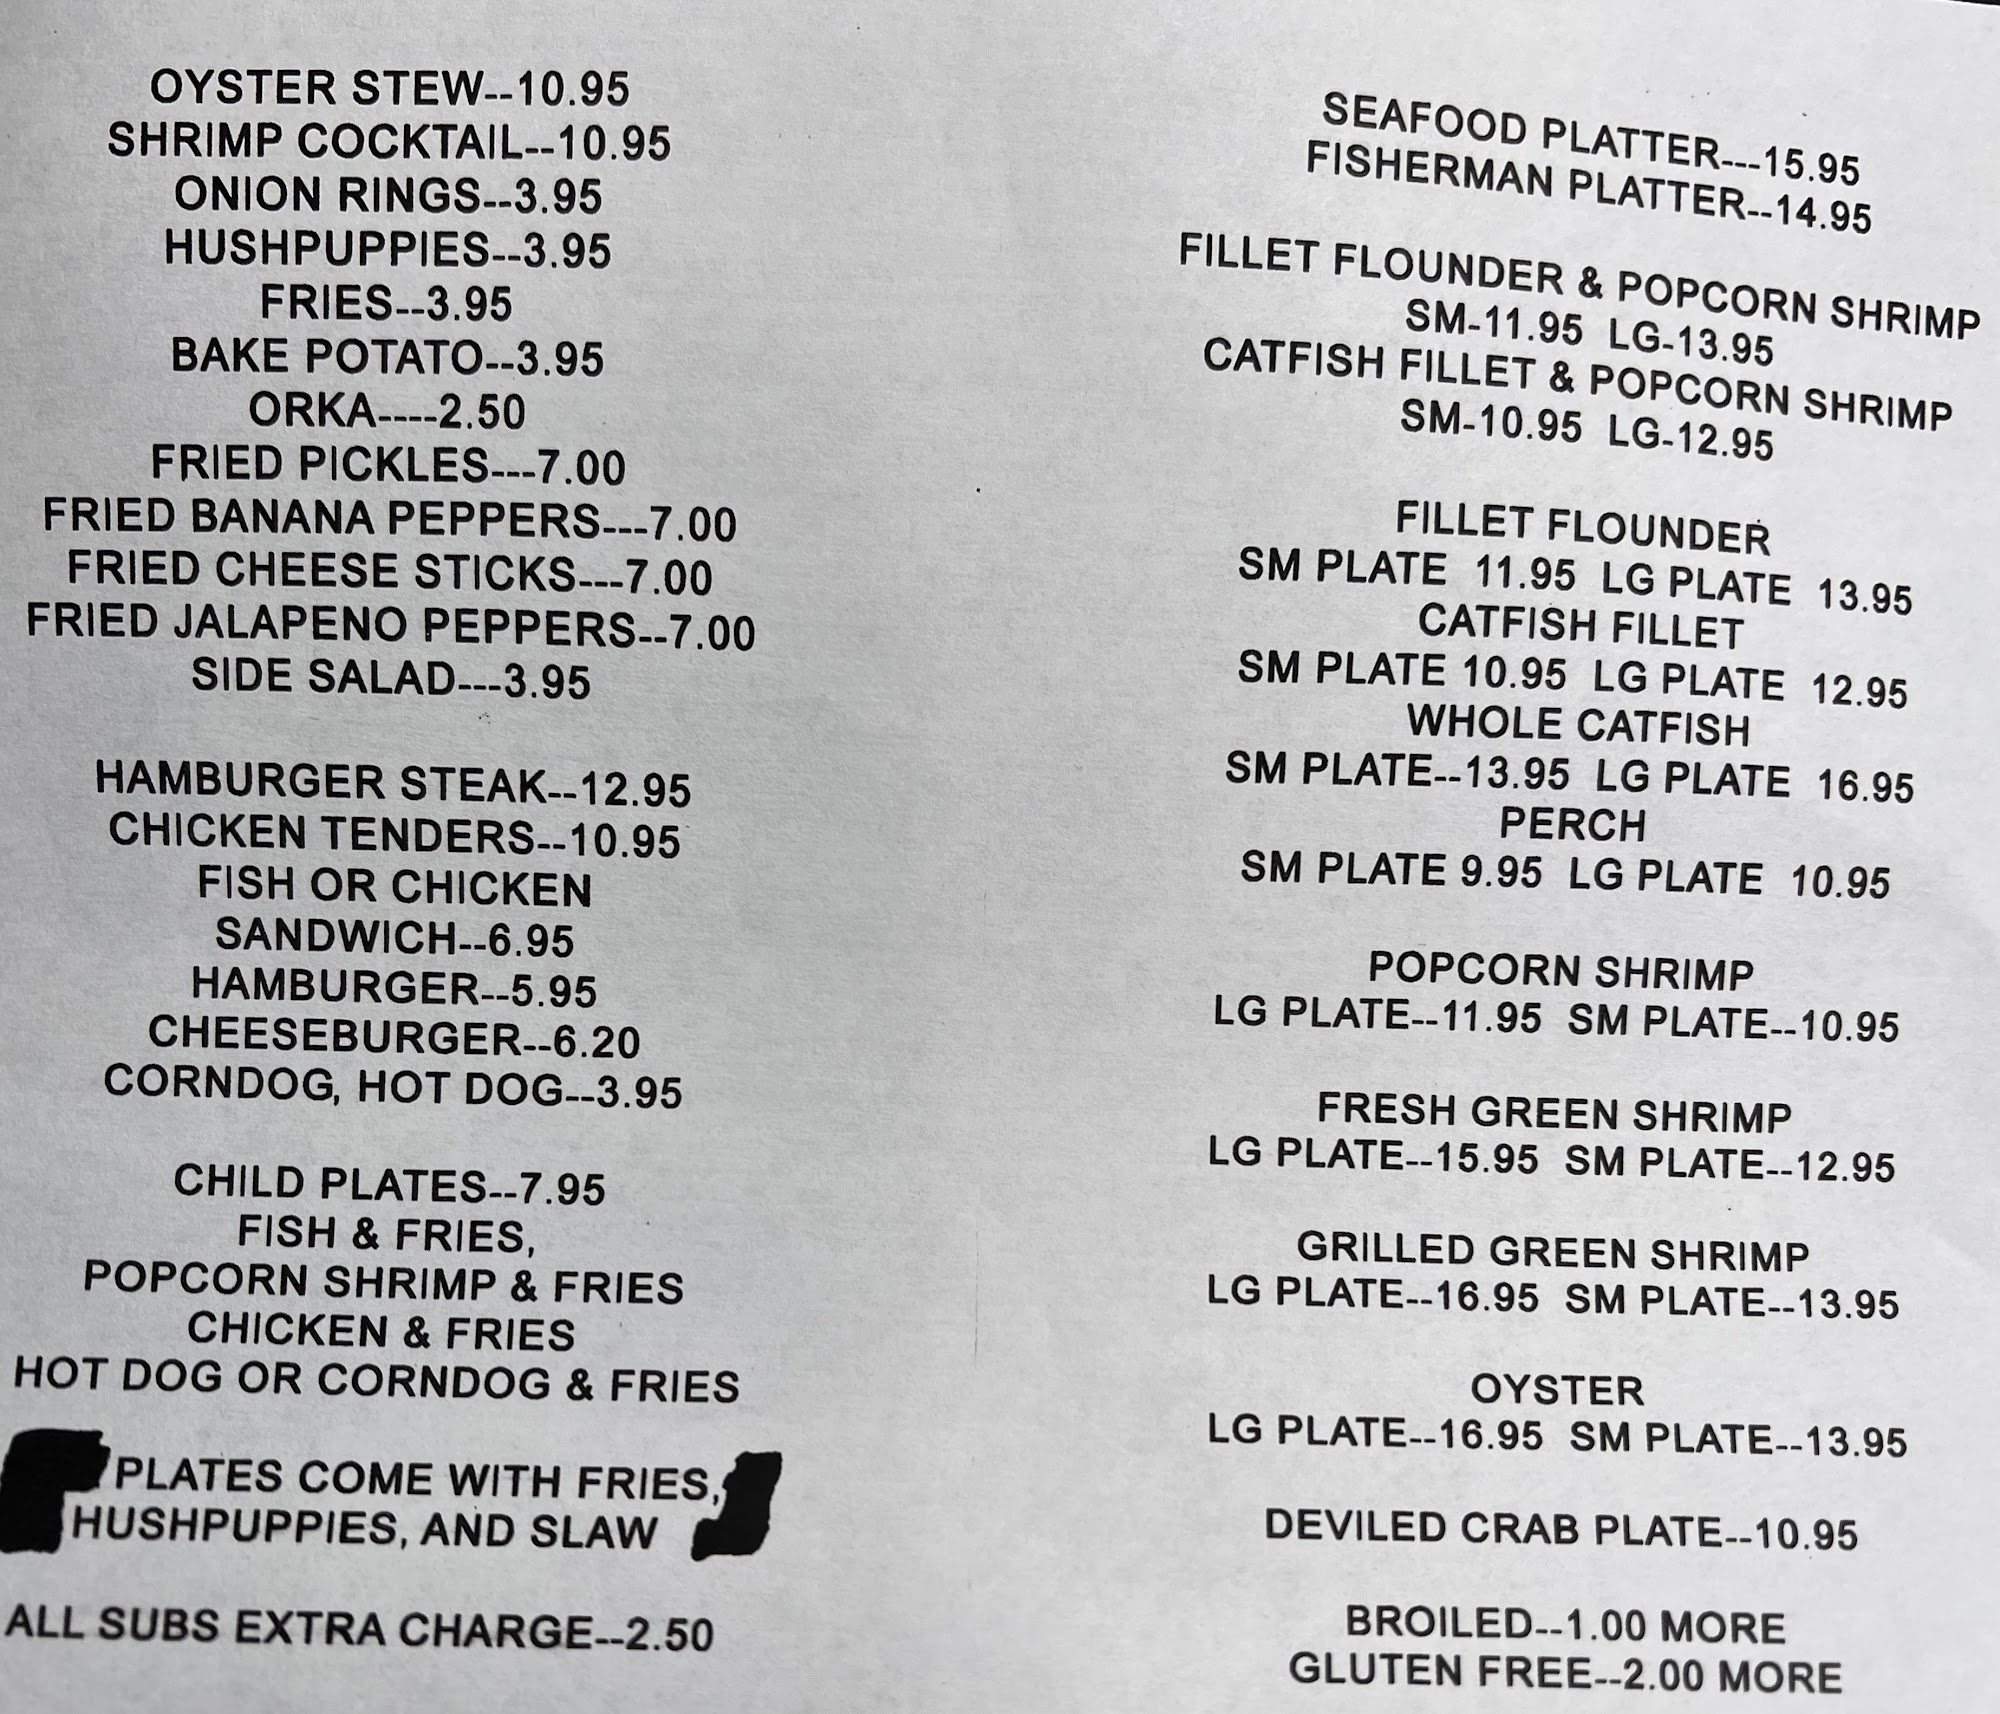 OYSTER STEW--10.95
SHRIMP COCKTAIL--10.95
ONION RINGS--3.95
HUSHPUPPIES--3.95
FRIES--3.95
BAKE POTATO--3.95
ORKA----2.50
FRIED PICKLES---7.00
FRIED BANANA PEPPERS---7.00
FRIED CHEESE STICKS---7.00
FRIED JALAPENO PEPPERS--7.00
SIDE SALAD---3.95
HAMBURGER STEAK--12.95
CHICKEN TENDERS--10.95
FISH OR CHICKEN
SANDWICH--6.95
HAMBURGER--5.95
CHEESEBURGER--6.20
CORNDOG, HOT DOG--3.95
CHILD PLATES--7.95
FISH & FRIES,
POPCORN SHRIMP & FRIES
CHICKEN & FRIES
HOT DOG OR CORNDOG & FRIES
PLATES COME WITH FRIES,
HUSHPUPPIES, AND SLAW
ALL SUBS EXTRA CHARGE--2.50
SEAFOOD PLATTER---15.95
FISHERMAN PLATTER--14.95
FILLET FLOUNDER & POPCORN SHRIMP
SM-11.95 LG-13.95
CATFISH FILLET & POPCORN SHRIMP
SM-10.95 LG-12.95
FILLET FLOUNDER
SM PLATE 11.95 LG PLATE 13.95
CATFISH FILLET
SM PLATE 10.95 LG PLATE 12.95
WHOLE CATFISH
SM PLATE--13.95 LG PLATE 16.95
PERCH
SM PLATE 9.95 LG PLATE 10.95
POPCORN SHRIMP
LG PLATE--11.95 SM PLATE--10.95
FRESH GREEN SHRIMP
LG PLATE--15.95 SM PLATE--12.95
GRILLED GREEN SHRIMP
LG PLATE--16.95 SM PLATE--13.95
OYSTER
LG PLATE--16.95 SM PLATE--13.95
DEVILED CRAB PLATE--10.95
BROILED--1.00 MORE
GLUTEN FREE--2.00 MORE